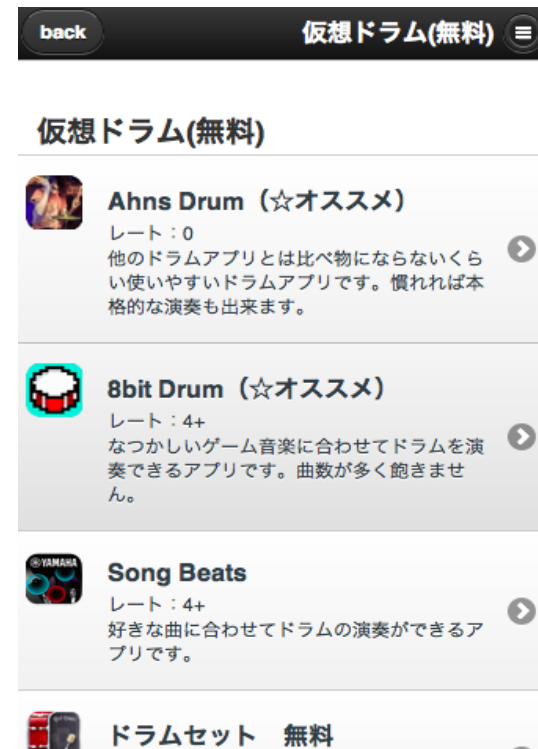 back
仮想ドラム(無料)
仮想ドラム(無料)
Ahns Drum（☆オススメ）
レート：0
他のドラムアプリとは比べ物にならないくら
い使いやすいドラムアプリです。慣れれば本
格的な演奏も出来ます。
8bit Drum（☆オススメ）
レート：4+
なつかしいゲーム音楽に合わせてドラムを演
奏できるアプリです。曲数が多く飽きませ
ん。
YAMAHA
Song Beats
レート：4+
好きな曲に合わせてドラムの演奏ができるア
プリです。
ドラムセット　無料